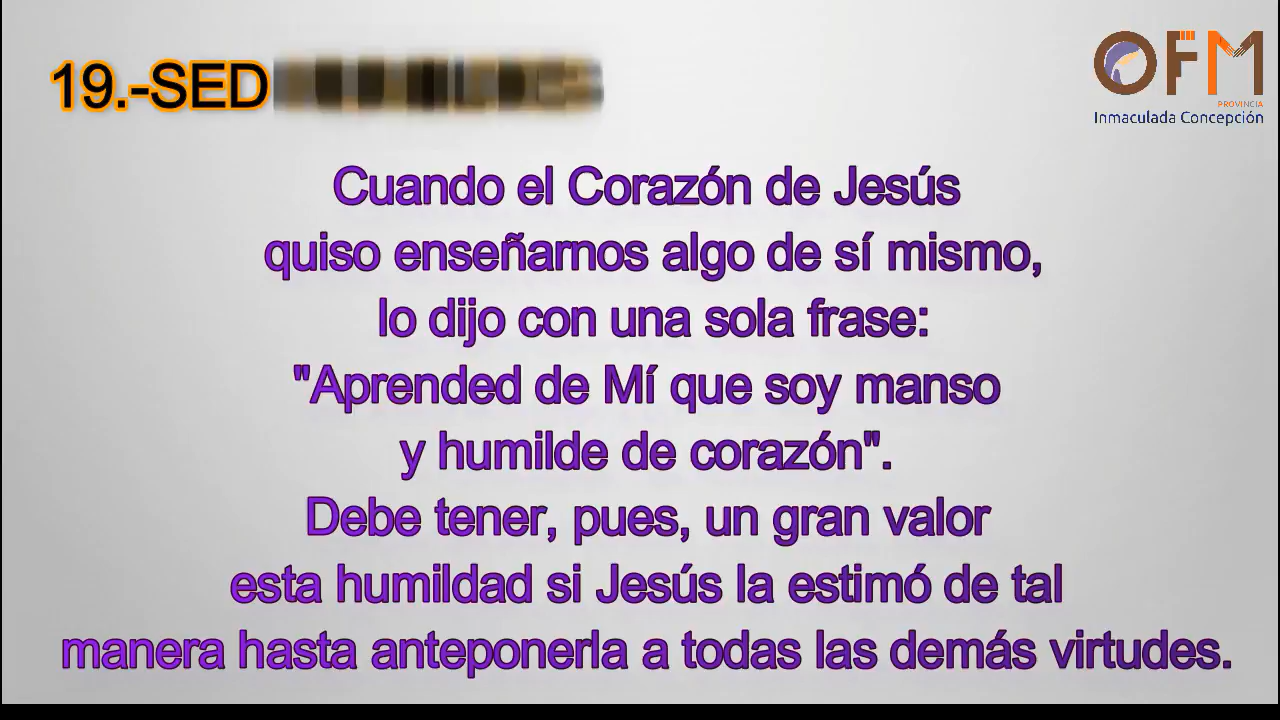 19.-SED
OFM
PROVINCIA
Inmaculada Concepción
Cuando el Corazón de Jesús
quiso enseñarnos algo de sí mismo,
lo dijo con una sola frase:
"Aprended de Mí que soy manso
y humilde de corazón".
Debe tener, pues, un gran valor
esta humildad si Jesús la estimó de tal
manera hasta anteponerla a todas las demás virtudes.